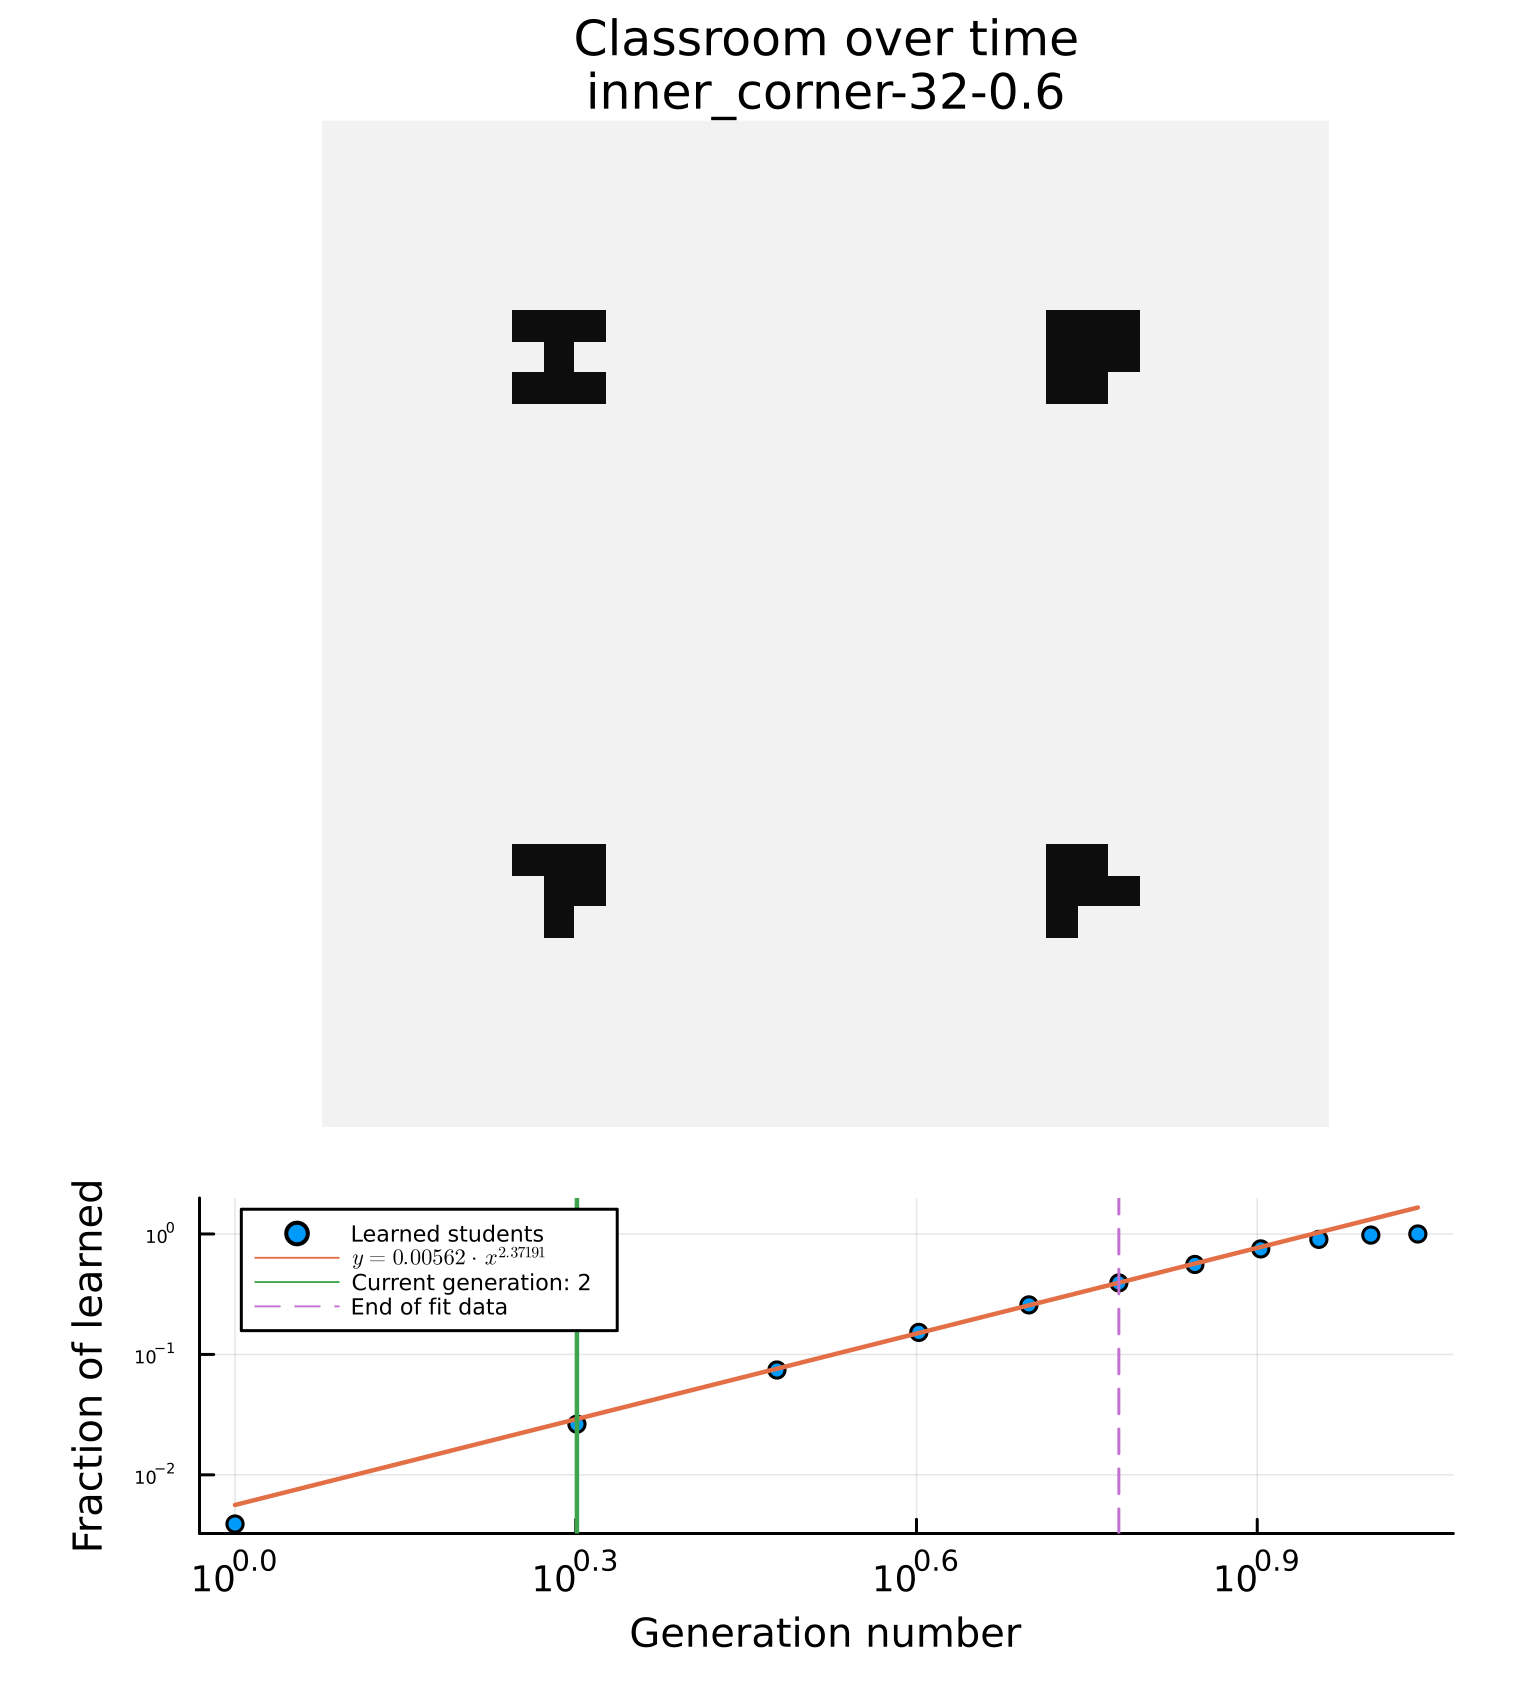 Classroom over time
inner_corner-32-0.6
Fraction of learned
10⁰
10⁻¹
10⁻²
Learned students
y = 0.00562 · x^2.37191
Current generation: 2
End of fit data
10^0.0
10^0.3
10^0.6
10^0.9
Generation number